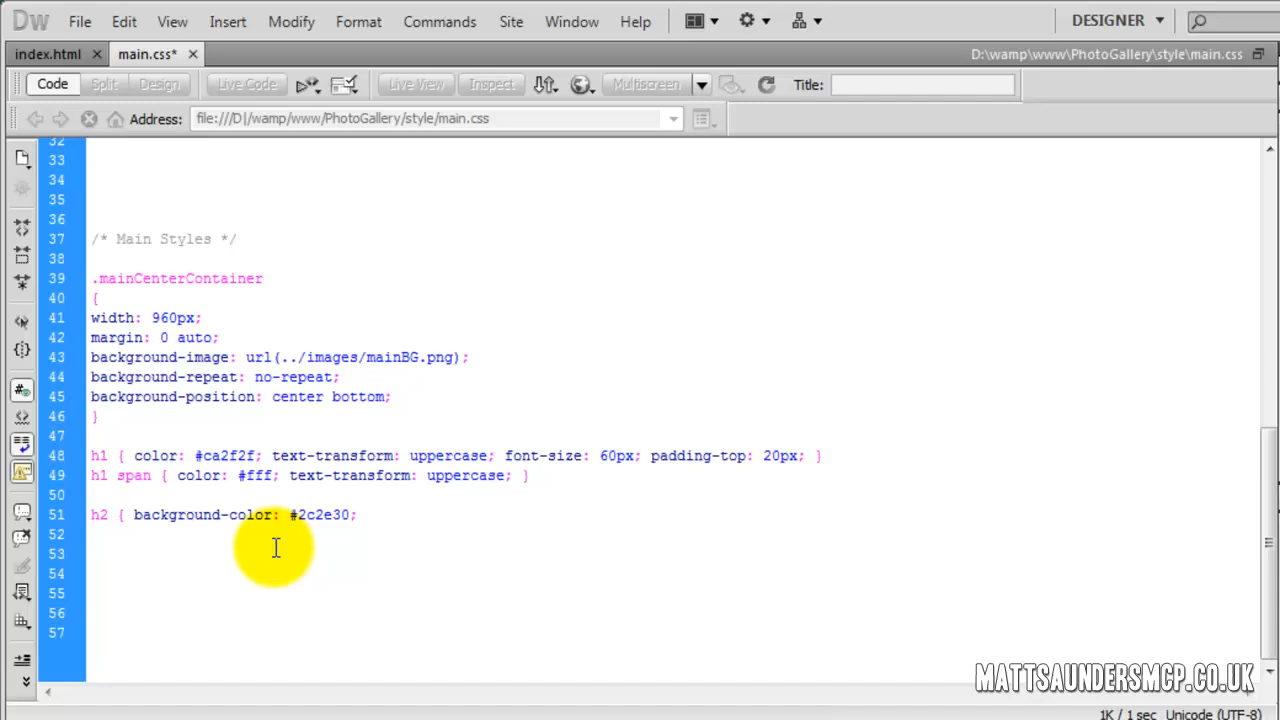 Dw File Edit View Insert Modify Format Commands Site Window Help DESIGNER
index.html × main.css* × D:\wamp\www\PhotoGallery\style\main.css
Code Split Design Live Code Live View Inspect Multiscreen Title:
Address: file:///D|/wamp/www/PhotoGallery/style/main.css
32
33
34
35
36
37 /* Main Styles */
38
39 .mainCenterContainer
40 {
41 width: 960px;
42 margin: 0 auto;
43 background-image: url(../images/mainBG.png);
44 background-repeat: no-repeat;
45 background-position: center bottom;
46 }
47
48 h1 { color: #ca2f2f; text-transform: uppercase; font-size: 60px; padding-top: 20px; }
49 h1 span { color: #fff; text-transform: uppercase; }
50
51 h2 { background-color: #2c2e30;
52
53
54
55
56
57
MATTSAUNDERSMCP.CO.UK
1K / 1 sec Unicode (UTF-8)